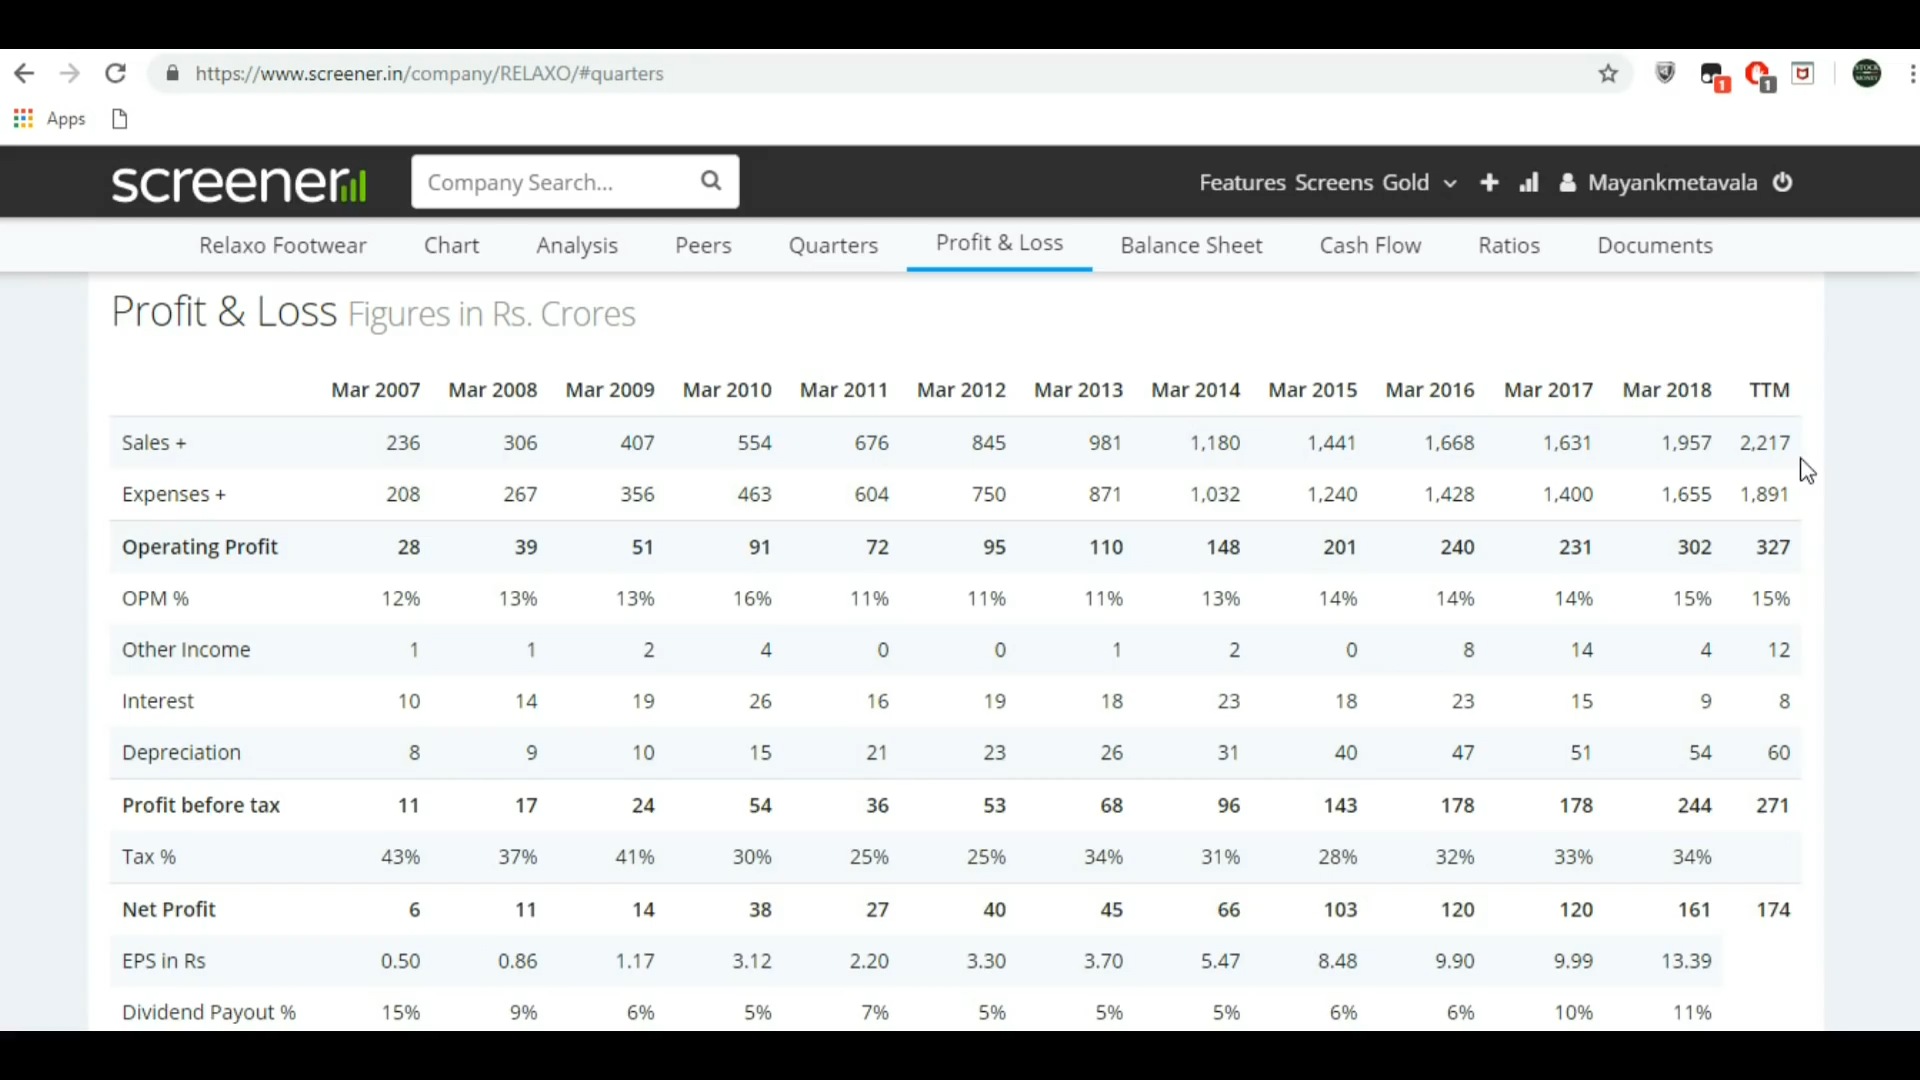 https://www.screener.in/company/RELAXO/#quarters
1
1
STOCK
MONEY
Apps
screener
Company Search...
Features Screens Gold
Mayankmetavala
Relaxo Footwear Chart Analysis Peers Quarters Profit & Loss Balance Sheet Cash Flow Ratios Documents
Profit & Loss Figures in Rs. Crores
Mar 2007 Mar 2008 Mar 2009 Mar 2010 Mar 2011 Mar 2012 Mar 2013 Mar 2014 Mar 2015 Mar 2016 Mar 2017 Mar 2018 TTM
Sales + 236 306 407 554 676 845 981 1,180 1,441 1,668 1,631 1,957 2,217
Expenses + 208 267 356 463 604 750 871 1,032 1,240 1,428 1,400 1,655 1,891
Operating Profit 28 39 51 91 72 95 110 148 201 240 231 302 327
OPM % 12% 13% 13% 16% 11% 11% 11% 13% 14% 14% 14% 15% 15%
Other Income 1 1 2 4 0 0 1 2 0 8 14 4 12
Interest 10 14 19 26 16 19 18 23 18 23 15 9 8
Depreciation 8 9 10 15 21 23 26 31 40 47 51 54 60
Profit before tax 11 17 24 54 36 53 68 96 143 178 178 244 271
Tax % 43% 37% 41% 30% 25% 25% 34% 31% 28% 32% 33% 34%
Net Profit 6 11 14 38 27 40 45 66 103 120 120 161 174
EPS in Rs 0.50 0.86 1.17 3.12 2.20 3.30 3.70 5.47 8.48 9.90 9.99 13.39
Dividend Payout % 15% 9% 6% 5% 7% 5% 5% 5% 6% 6% 10% 11%